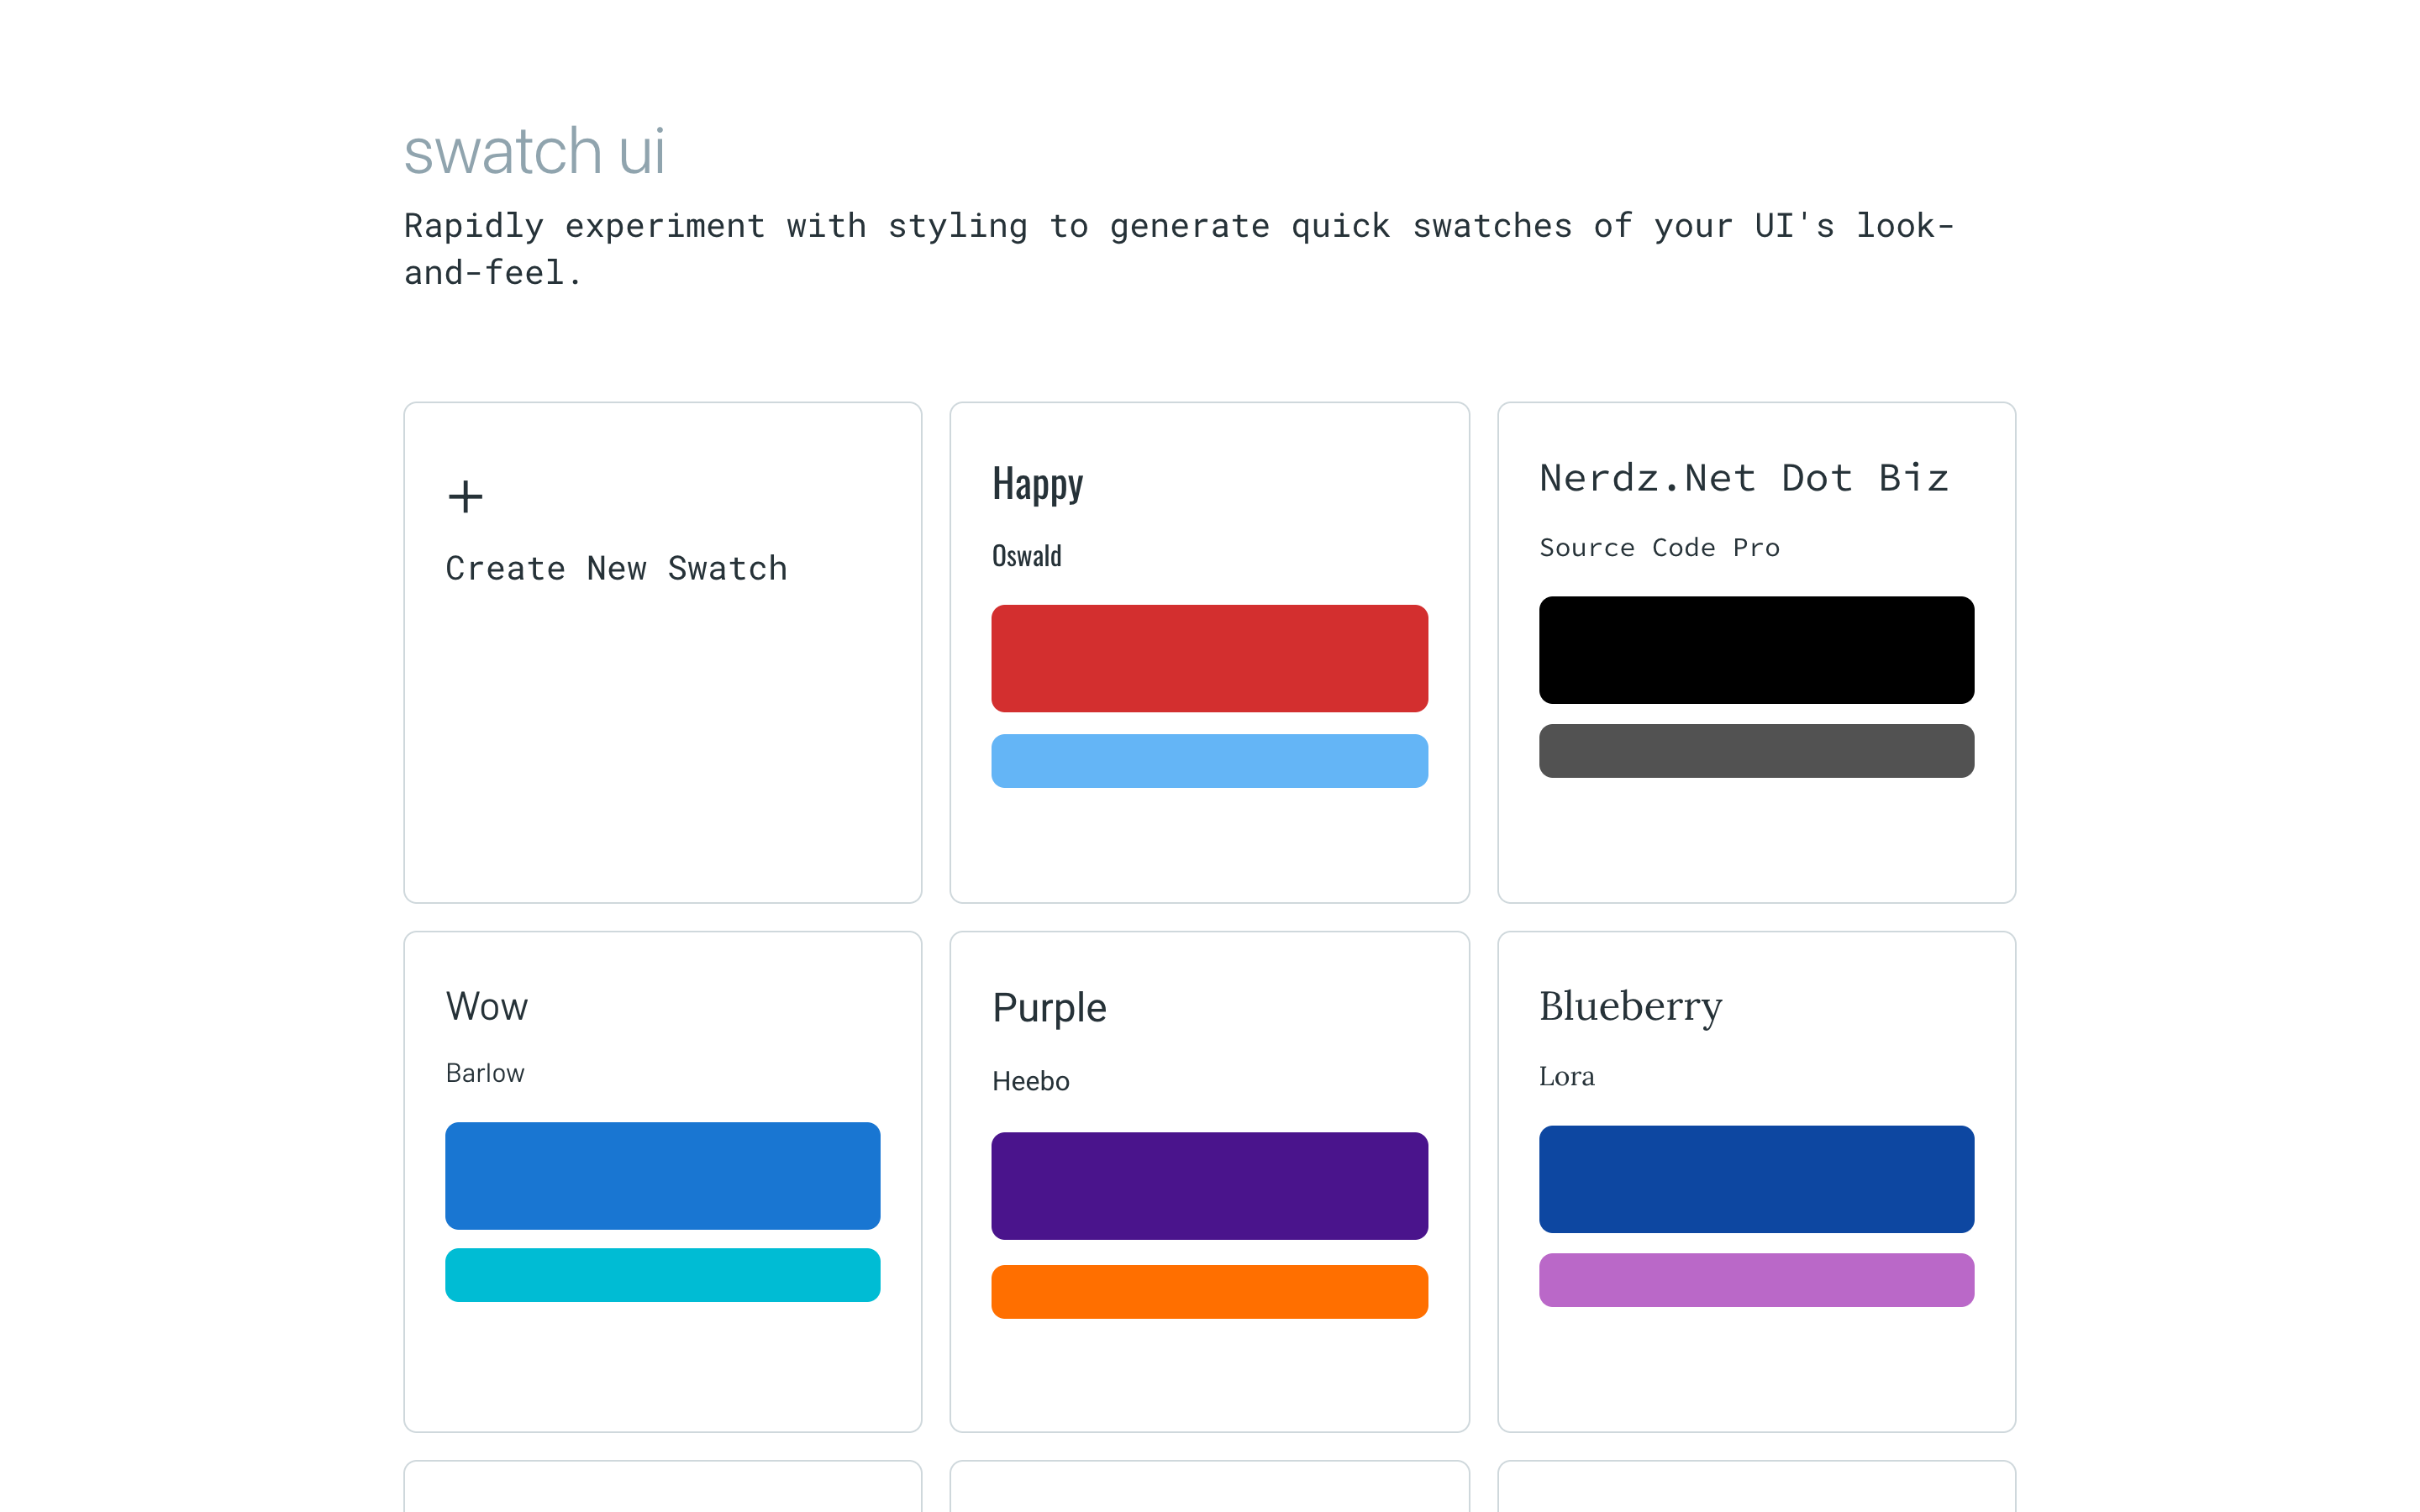 swatch ui
Rapidly experiment with styling to generate quick swatches of your UI's look-
and-feel.
+
Create New Swatch
Happy
Oswald
Nerdz.Net Dot Biz
Source Code Pro
Wow
Barlow
Purple
Heebo
Blueberry
Lora